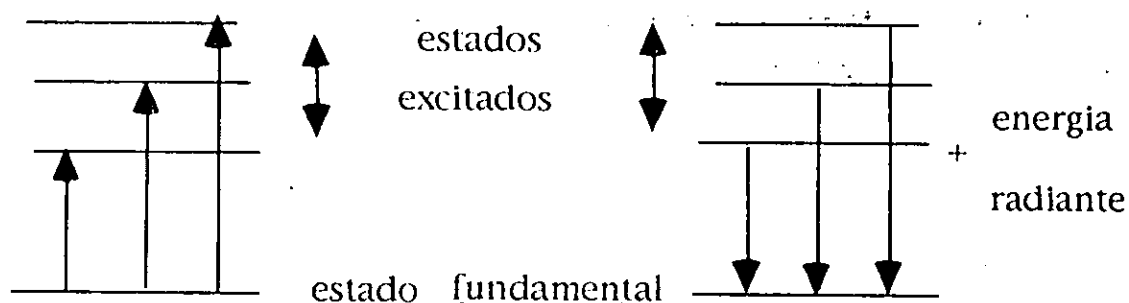 estados
excitados
energia
+
radiante
estado fundamental